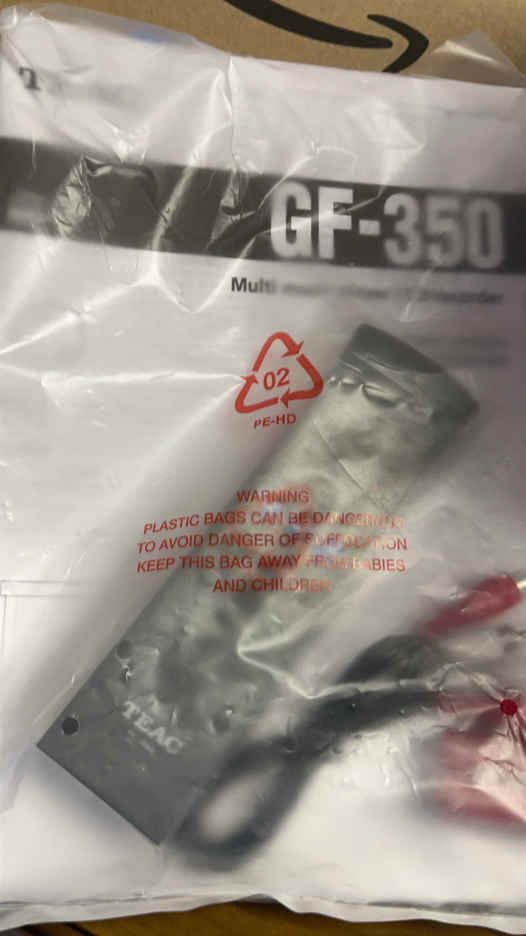 GF-350
Multi
02
PE-HD
WARNING
PLASTIC BAGS CAN BE DANGEROUS
TO AVOID DANGER OF SUFFOCATION
KEEP THIS BAG AWAY FROM BABIES
AND CHILDREN
TEAC